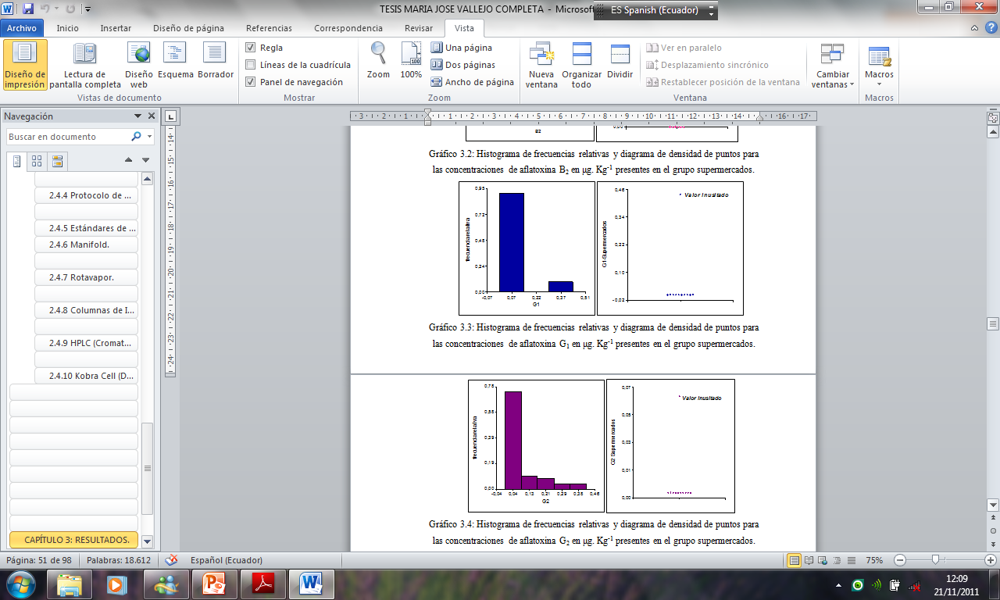 TESIS MARIA JOSE VALLEJO COMPLETA - Microsoft
ES Spanish (Ecuador)
Archivo
Inicio
Insertar
Diseño de página
Referencias
Correspondencia
Revisar
Vista
Diseño de impresión
Lectura de pantalla completa
Diseño web
Esquema
Borrador
Vistas de documento
Regla
Líneas de la cuadrícula
Panel de navegación
Mostrar
Zoom
100%
Una página
Dos páginas
Ancho de página
Zoom
Nueva ventana
Organizar todo
Dividir
Ver en paralelo
Desplazamiento sincrónico
Restablecer posición de la ventana
Ventana
Cambiar ventanas
Macros
Macros
Navegación
Buscar en documento
2.4.4 Protocolo de ...
2.4.5 Estándares de ...
2.4.6 Manifold.
2.4.7 Rotavapor.
2.4.8 Columnas de I...
2.4.9 HPLC (Cromat...
2.4.10 Kobra Cell (D...
CAPÍTULO 3: RESULTADOS.
3 2 1 1 2 3 4 5 6 7 8 9 10 11 12 13 14 15 16 17
14 15 16 17 18 19 20 21 22 23 24
B2
0,00
Gráfico 3.2: Histograma de frecuencias relativas y diagrama de densidad de puntos para
las concentraciones de aflatoxina B2 en µg. Kg-1 presentes en el grupo supermercados.
0,95
0,72
0,48
0,24
0,00
frecuencia relativa
-0,07 0,07 0,22 0,37 0,51
G1
0,46
0,34
0,22
0,10
-0,02
G1-Supermercados
Valor Inusitado
Gráfico 3.3: Histograma de frecuencias relativas y diagrama de densidad de puntos para
las concentraciones de aflatoxina G1 en µg. Kg-1 presentes en el grupo supermercados.
0,78
0,58
0,39
0,19
0,00
frecuencia relativa
-0,04 0,04 0,13 0,21 0,29 0,38 0,46
G2
0,07
0,05
0,03
0,01
0,00
G2 Supermercados
Valor Inusitado
Gráfico 3.4: Histograma de frecuencias relativas y diagrama de densidad de puntos para
las concentraciones de aflatoxina G2 en µg. Kg-1 presentes en el grupo supermercados.
Página: 51 de 98
Palabras: 18.612
Español (Ecuador)
75%
12:09
21/11/2011